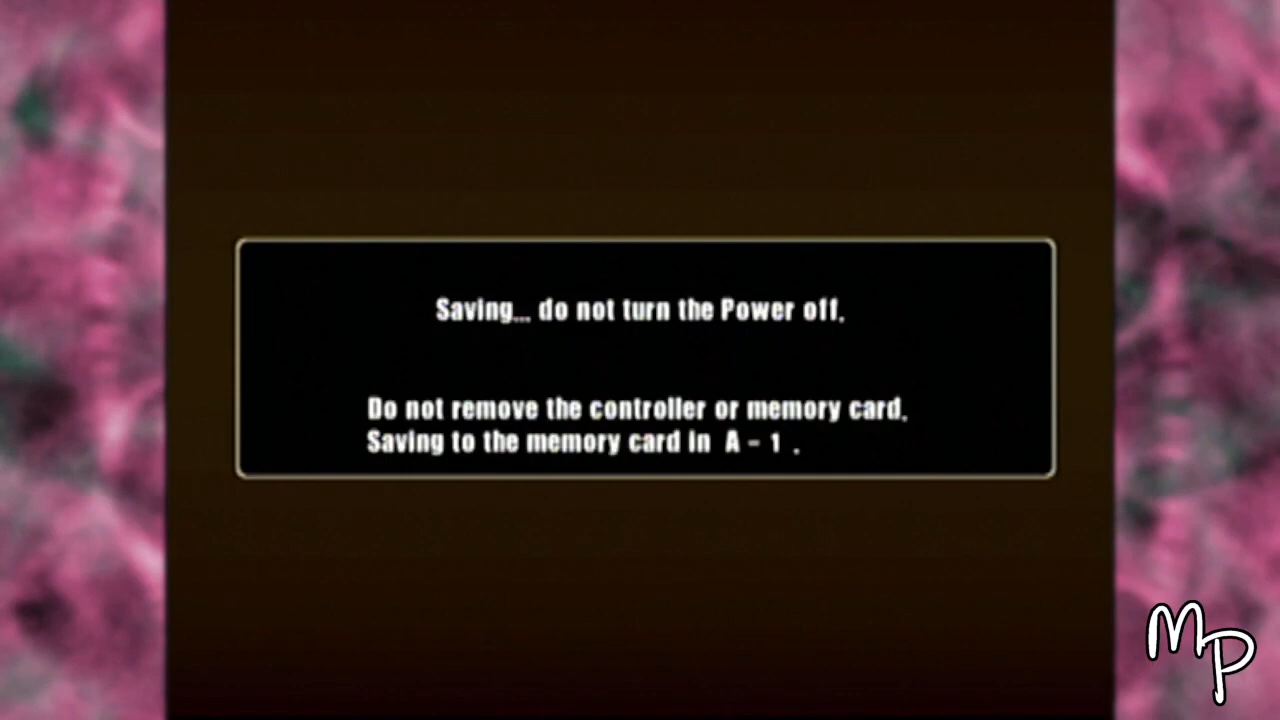 Saving... do not turn the Power off.
Do not remove the controller or memory card.
Saving to the memory card in A - 1 .
MP